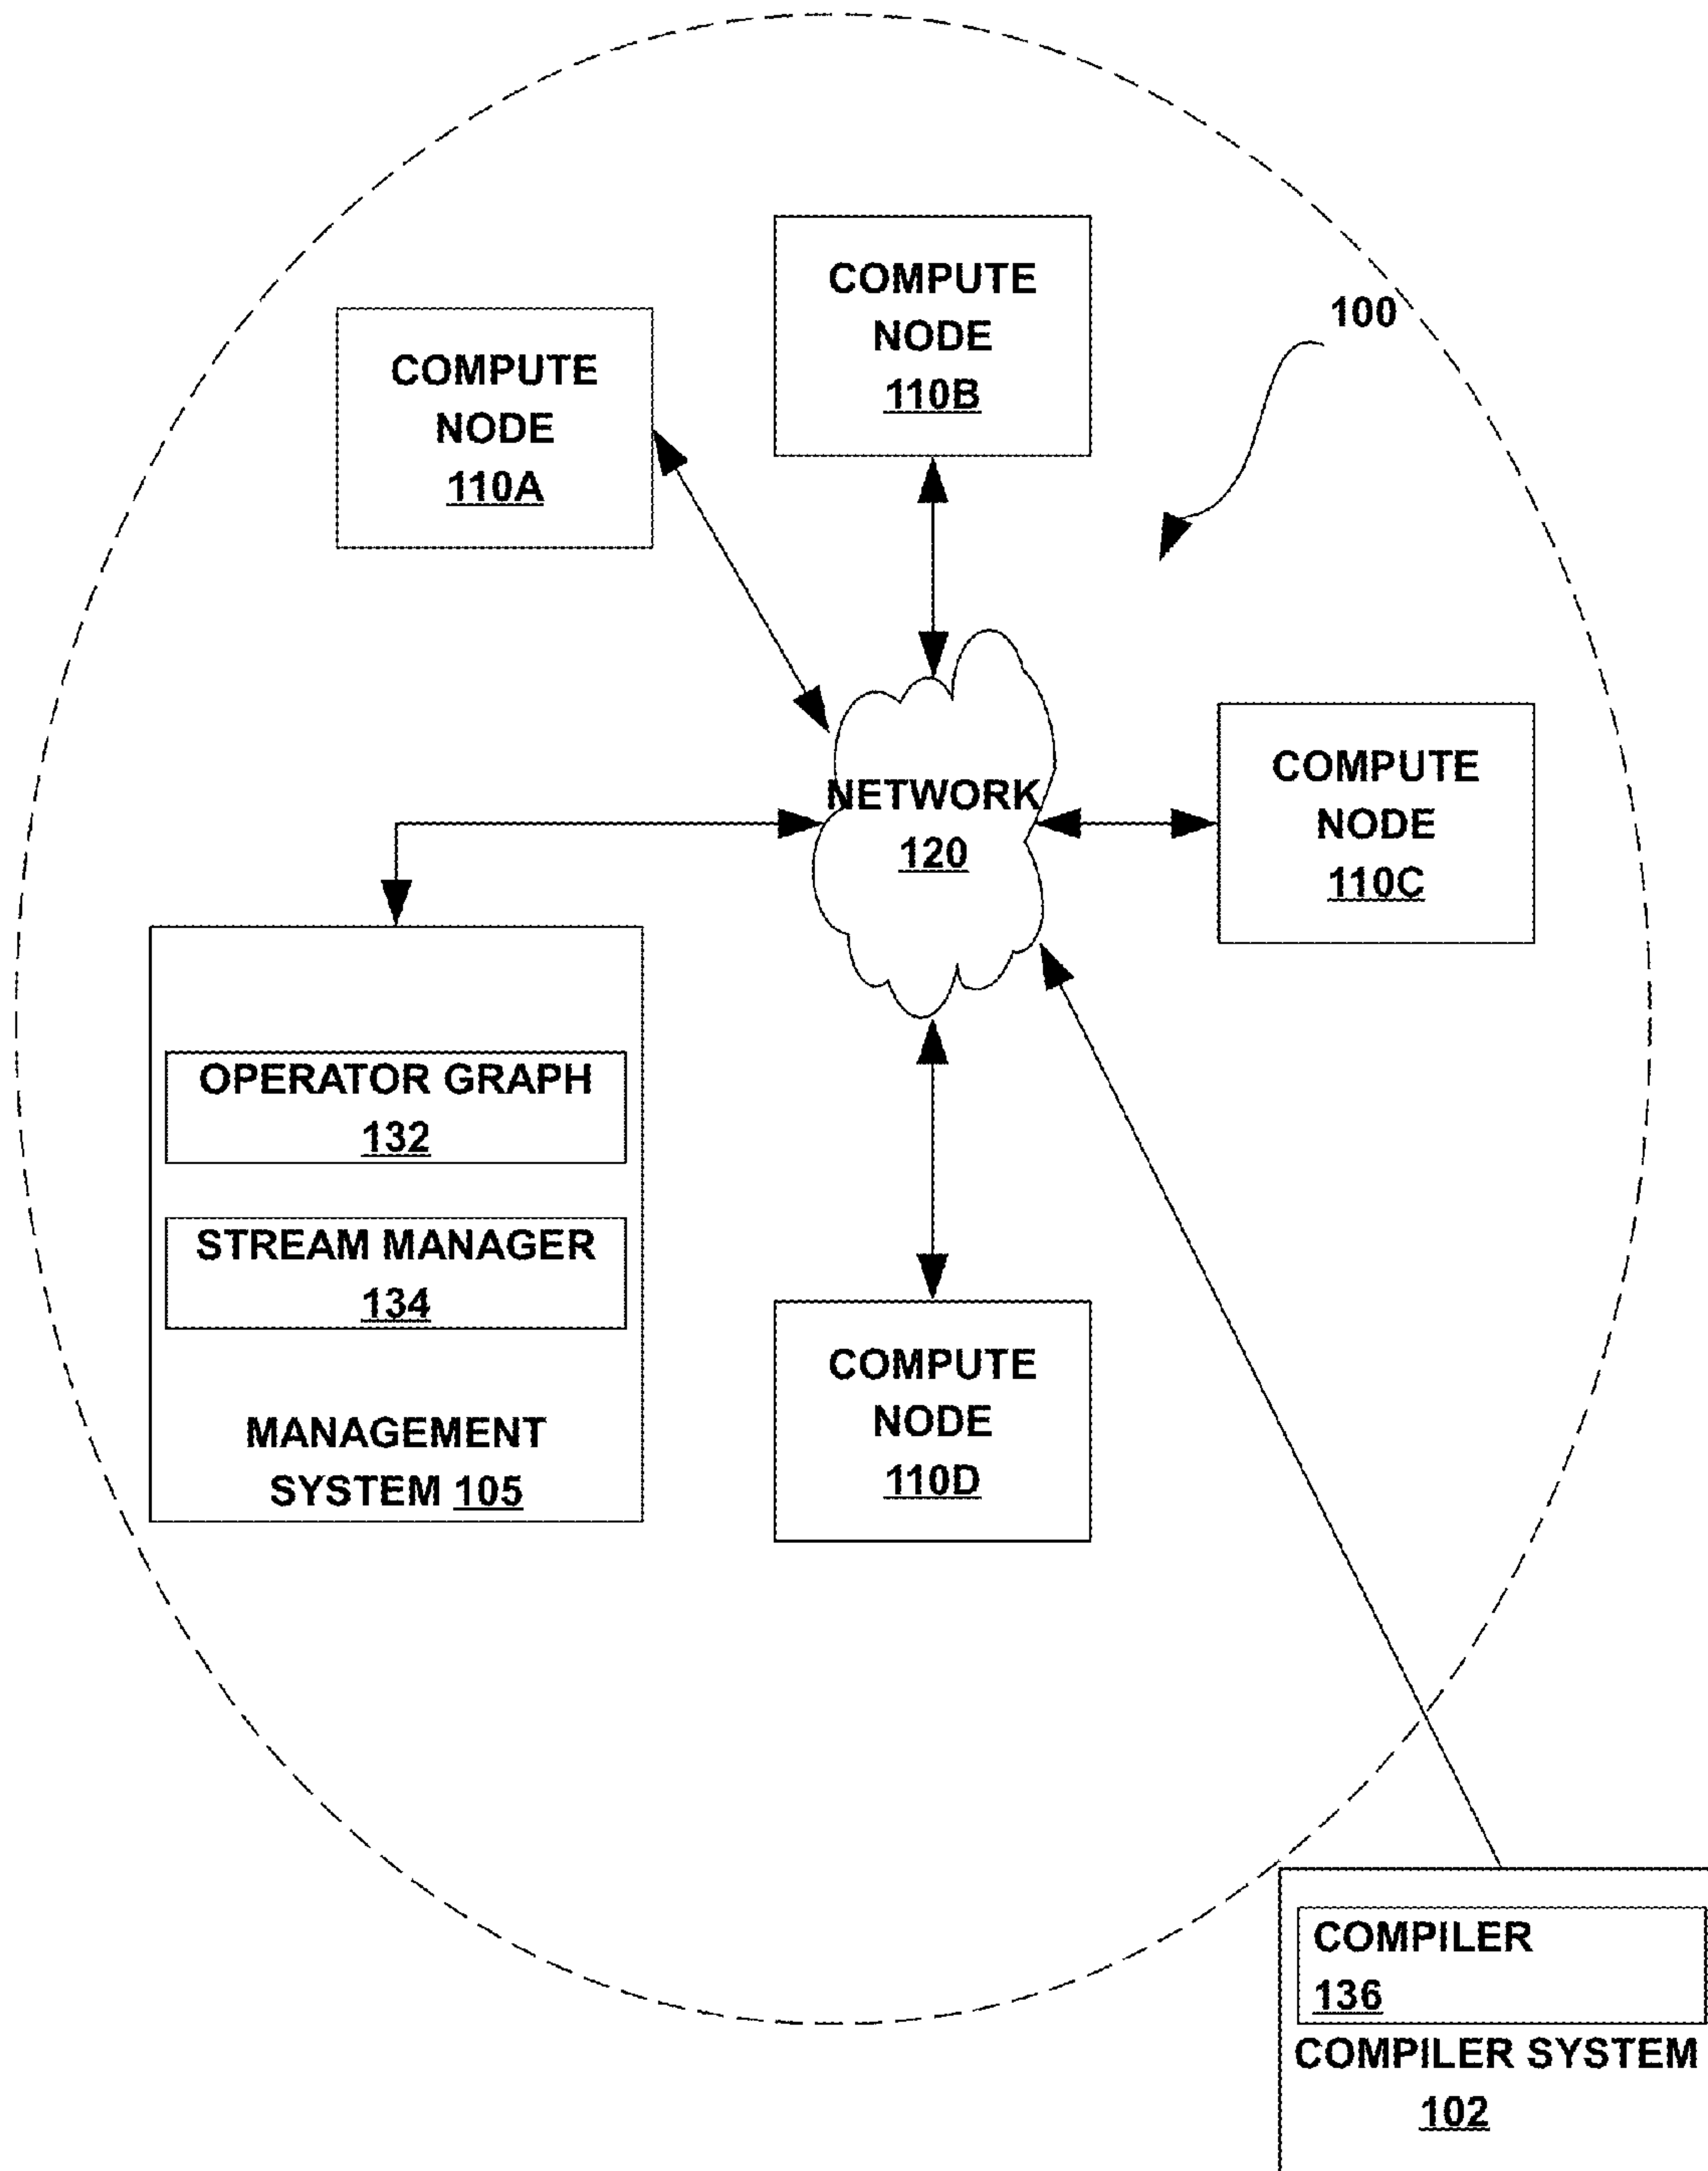 COMPUTE
NODE
110B
100
COMPUTE
NODE
110A
NETWORK
120
COMPUTE
NODE
110C
OPERATOR GRAPH
132
STREAM MANAGER
134
MANAGEMENT
SYSTEM 105
COMPUTE
NODE
110D
COMPILER
136
COMPILER SYSTEM
102